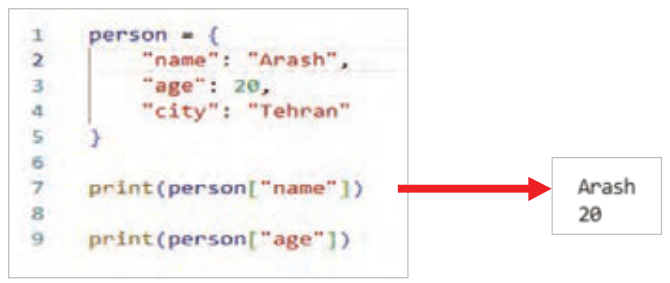 1 person = {
2 "name": "Arash",
3 "age": 20,
4 "city": "Tehran"
5 }
6
7 print(person["name"])
8
9 print(person["age"])
Arash
20